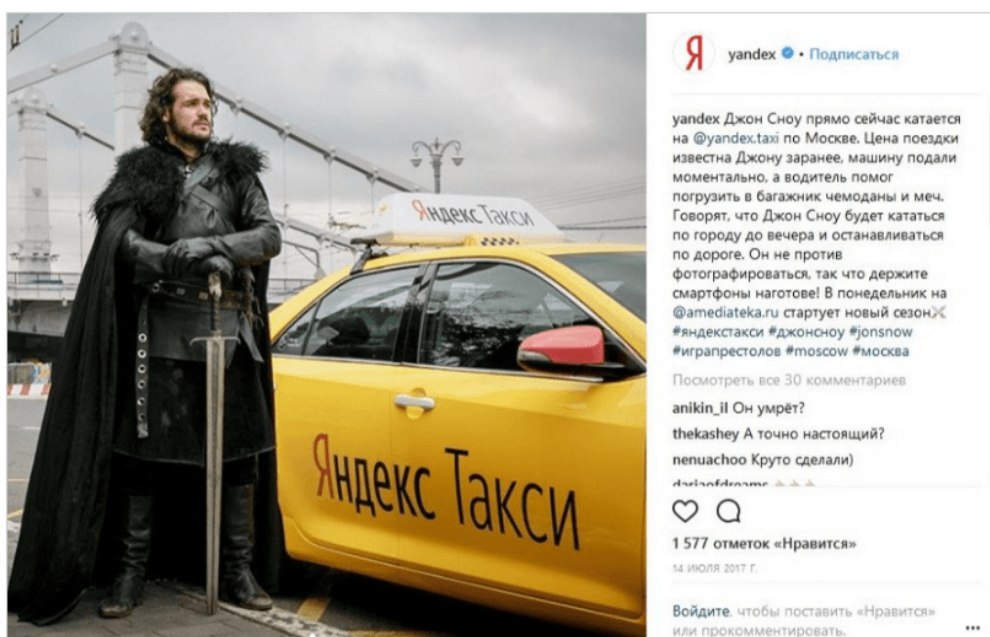 Яндекс Такси
Яндекс Такси
Я
yandex • Подписаться
yandex Джон Сноу прямо сейчас катается
на @yandex.taxi по Москве. Цена поездки
известна Джону заранее, машину подали
моментально, а водитель помог
погрузить в багажник чемоданы и меч.
Говорят, что Джон Сноу будет кататься
по городу до вечера и останавливаться
по дороге. Он не против
фотографироваться, так что держите
смартфоны наготове! В понедельник на
@amediateka.ru стартует новый сезон⚔
#яндекстакси #джонсноу #jonsnow
#играпрестолов #moscow #москва
Посмотреть все 30 комментариев
anikin_il Он умрёт?
thekashey А точно настоящий?
nenuachoo Круто сделали)
dariaofdreams
1 577 отметок «Нравится»
14 ИЮЛЯ 2017 Г.
Войдите, чтобы поставить «Нравится»
или прокомментировать.